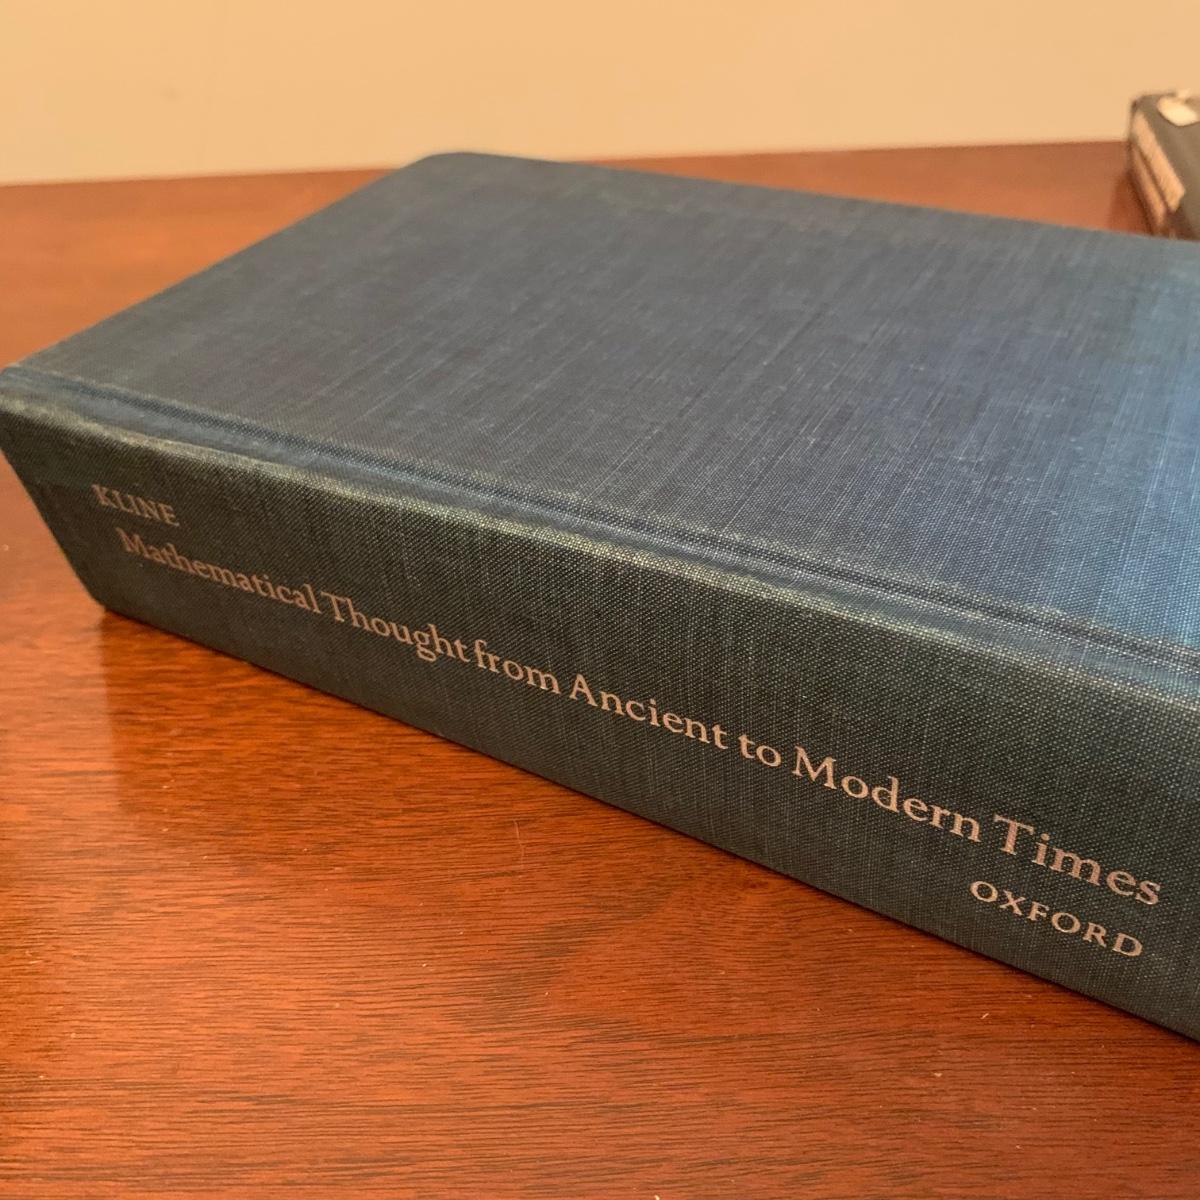 KLINE
Mathematical Thought from Ancient to Modern Times
OXFORD